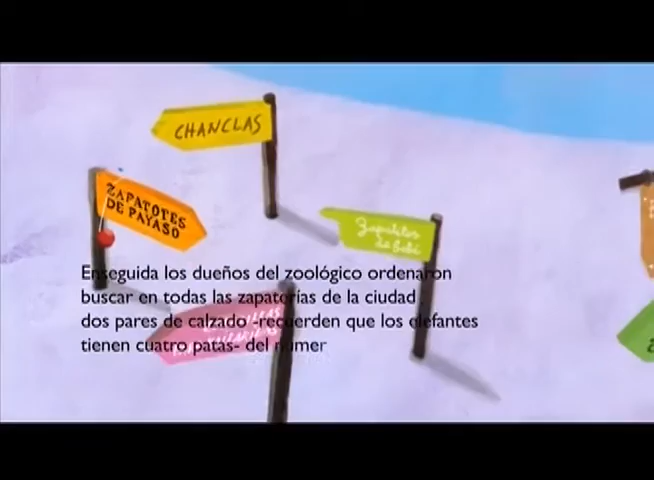 CHANCLAS
ZAPATOTES
DE PAYASO
Zapatitos
de Bebé
Enseguida los dueños del zoológico ordenaron
buscar en todas las zapaterías de la ciudad
dos pares de calzado -recuerden que los elefantes
tienen cuatro patas- del númer